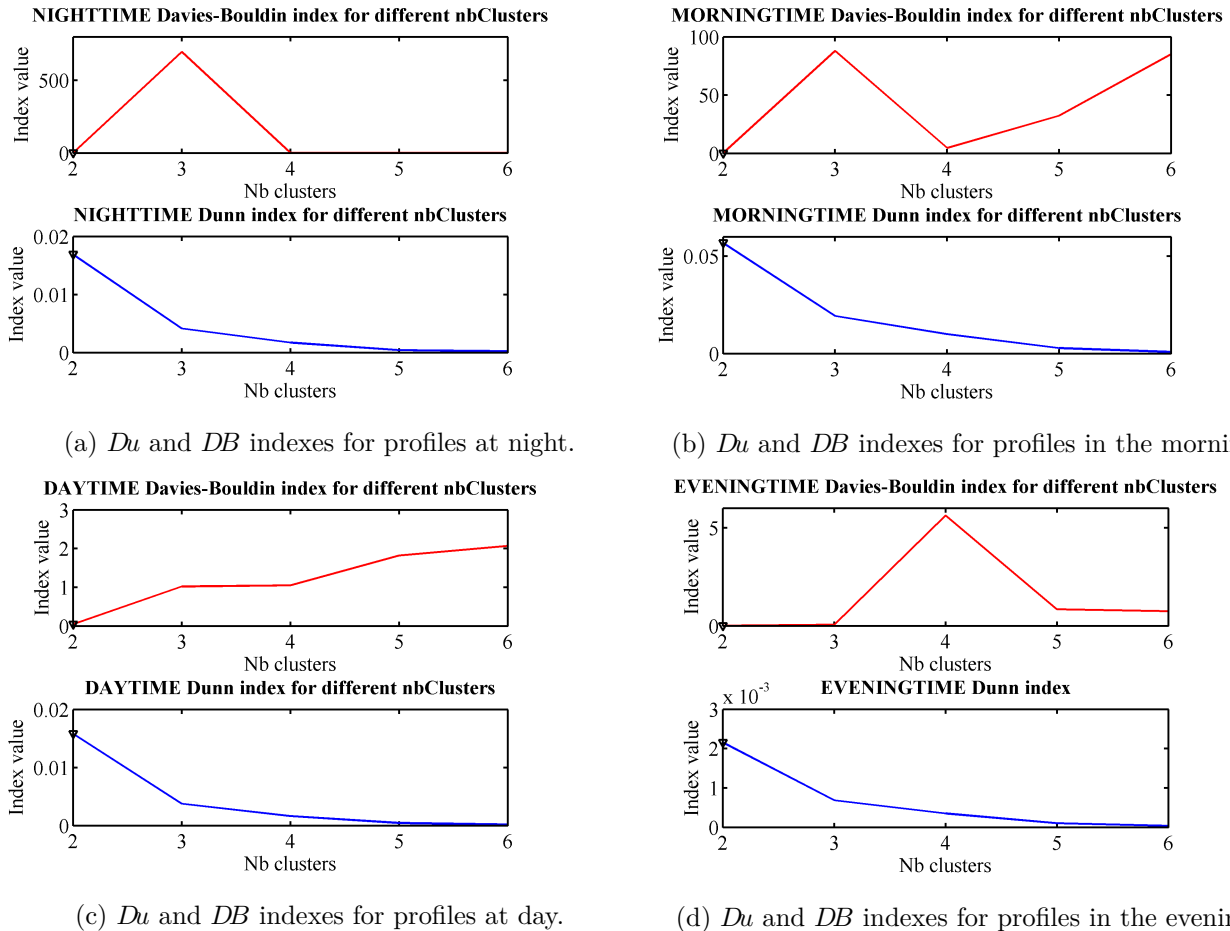 NIGHTTIME Davies-Bouldin index for different nbClusters
Index value
500
0
2 3 4 5 6
Nb clusters
NIGHTTIME Dunn index for different nbClusters
Index value
0.02
0.01
0
2 3 4 5 6
Nb clusters
(a) Du and DB indexes for profiles at night.
MORNINGTIME Davies-Bouldin index for different nbClusters
Index value
100
50
0
2 3 4 5 6
Nb clusters
MORNINGTIME Dunn index for different nbClusters
Index value
0.05
0
2 3 4 5 6
Nb clusters
(b) Du and DB indexes for profiles in the morni
DAYTIME Davies-Bouldin index for different nbClusters
Index value
3
2
1
0
2 3 4 5 6
Nb clusters
DAYTIME Dunn index for different nbClusters
Index value
0.02
0.01
0
2 3 4 5 6
Nb clusters
(c) Du and DB indexes for profiles at day.
EVENINGTIME Davies-Bouldin index for different nbClusters
Index value
5
0
2 3 4 5 6
Nb clusters
x 10⁻³
EVENINGTIME Dunn index
Index value
3
2
1
0
2 3 4 5 6
Nb clusters
(d) Du and DB indexes for profiles in the eveni